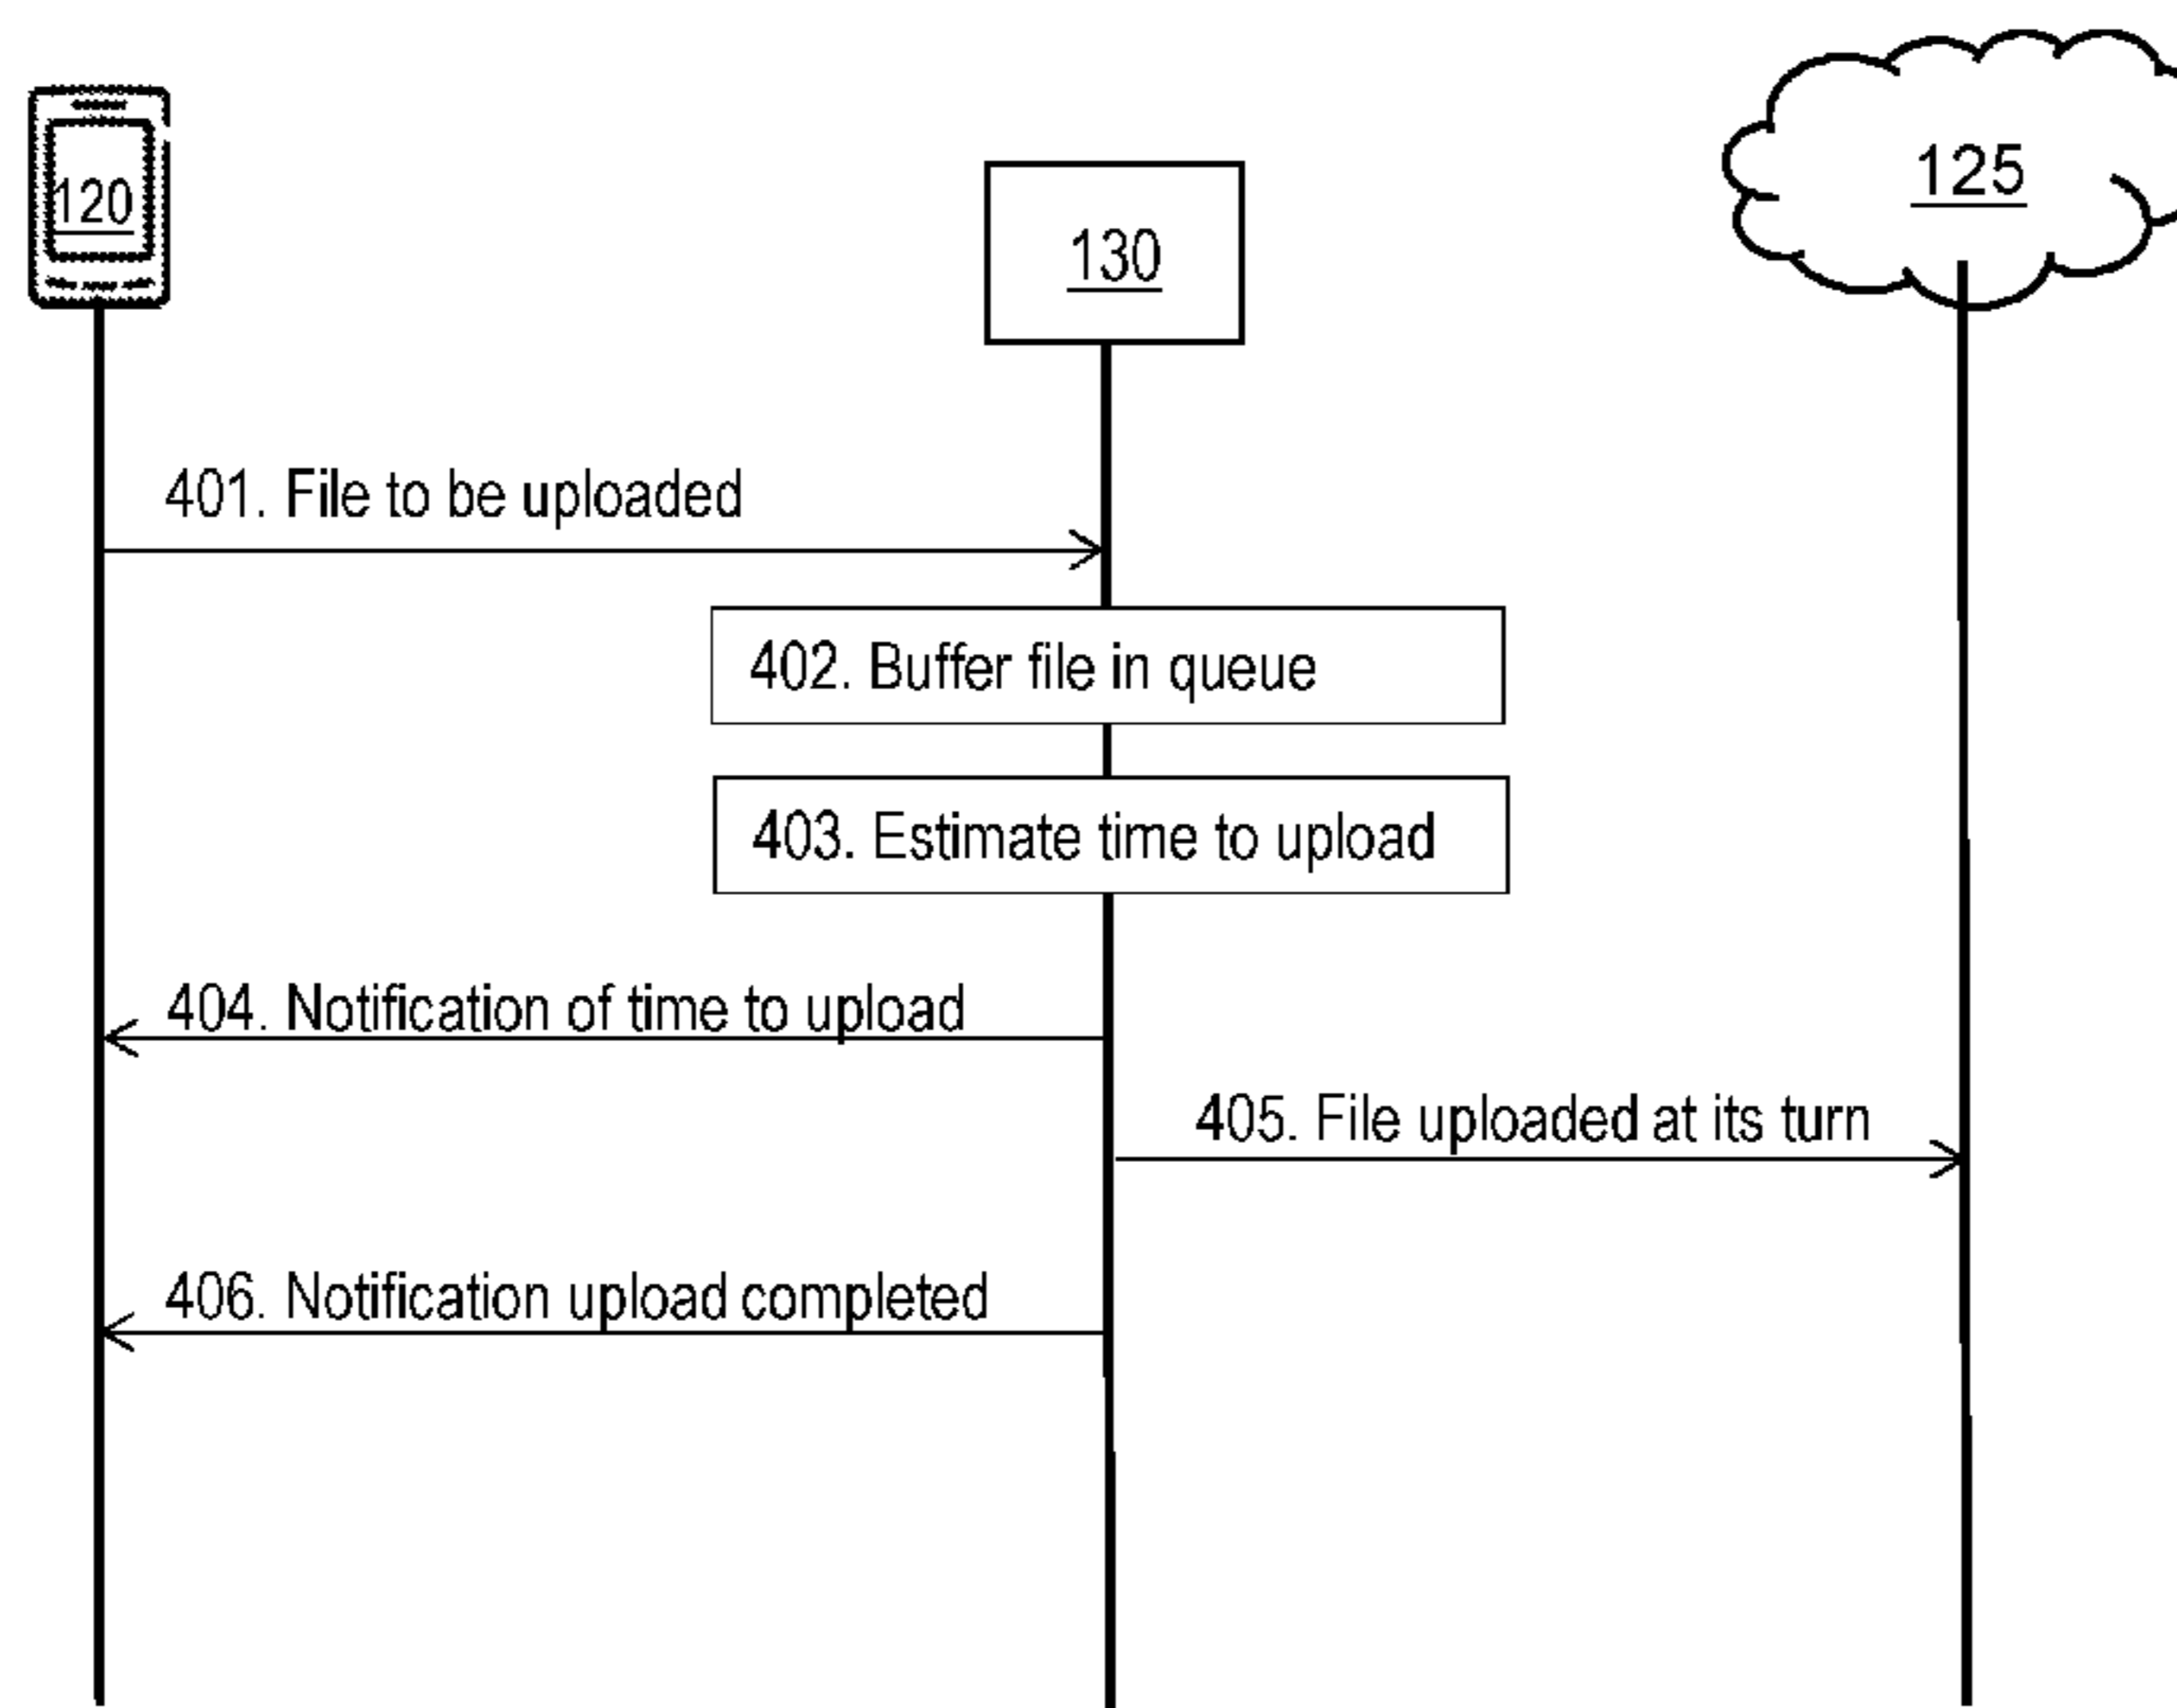 120
130
125
401. File to be uploaded
402. Buffer file in queue
403. Estimate time to upload
404. Notification of time to upload
405. File uploaded at its turn
406. Notification upload completed